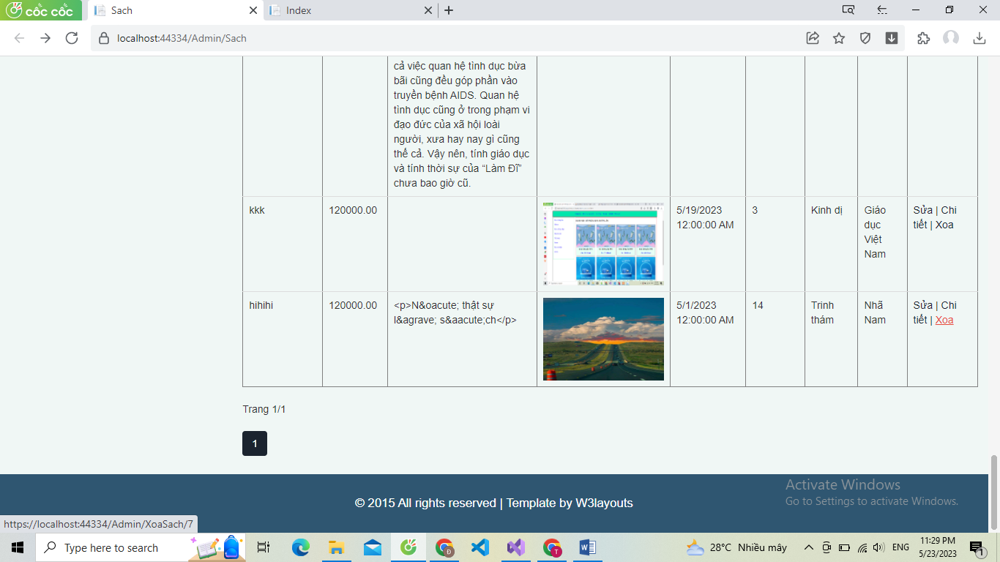 cốc cốc
Sach
Index
localhost:44334/Admin/Sach
cả việc quan hệ tình dục bừa
bãi cũng đều góp phần vào
truyền bệnh AIDS. Quan hệ
tình dục cũng ở trong phạm vi
đạo đức của xã hội loài
người, xưa hay nay gì cũng
thế cả. Vậy nên, tính giáo dục
và tính thời sự của “Làm Đĩ”
chưa bao giờ cũ.
kkk
120000.00
5/19/2023
12:00:00 AM
3
Kinh dị
Giáo
dục
Việt
Nam
Sửa | Chi
tiết | Xoa
hihihi
120000.00
<p>N&oacute; thật sự
l&agrave; s&aacute;ch</p>
5/1/2023
12:00:00 AM
14
Trinh
thám
Nhã
Nam
Sửa | Chi
tiết | Xoa
Trang 1/1
1
© 2015 All rights reserved | Template by W3layouts
Activate Windows
Go to Settings to activate Windows.
https://localhost:44334/Admin/XoaSach/7
Type here to search
Đ
T
28°C Nhiều mây
ENG
11:29 PM
5/23/2023
1